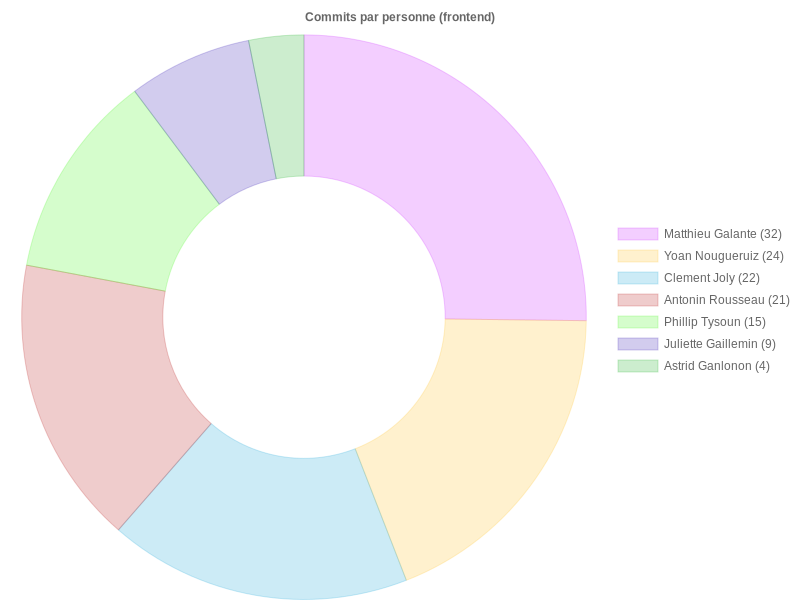 Commits par personne (frontend)
Matthieu Galante (32)
Yoan Nougueruiz (24)
Clement Joly (22)
Antonin Rousseau (21)
Phillip Tysoun (15)
Juliette Gaillemin (9)
Astrid Ganlonon (4)